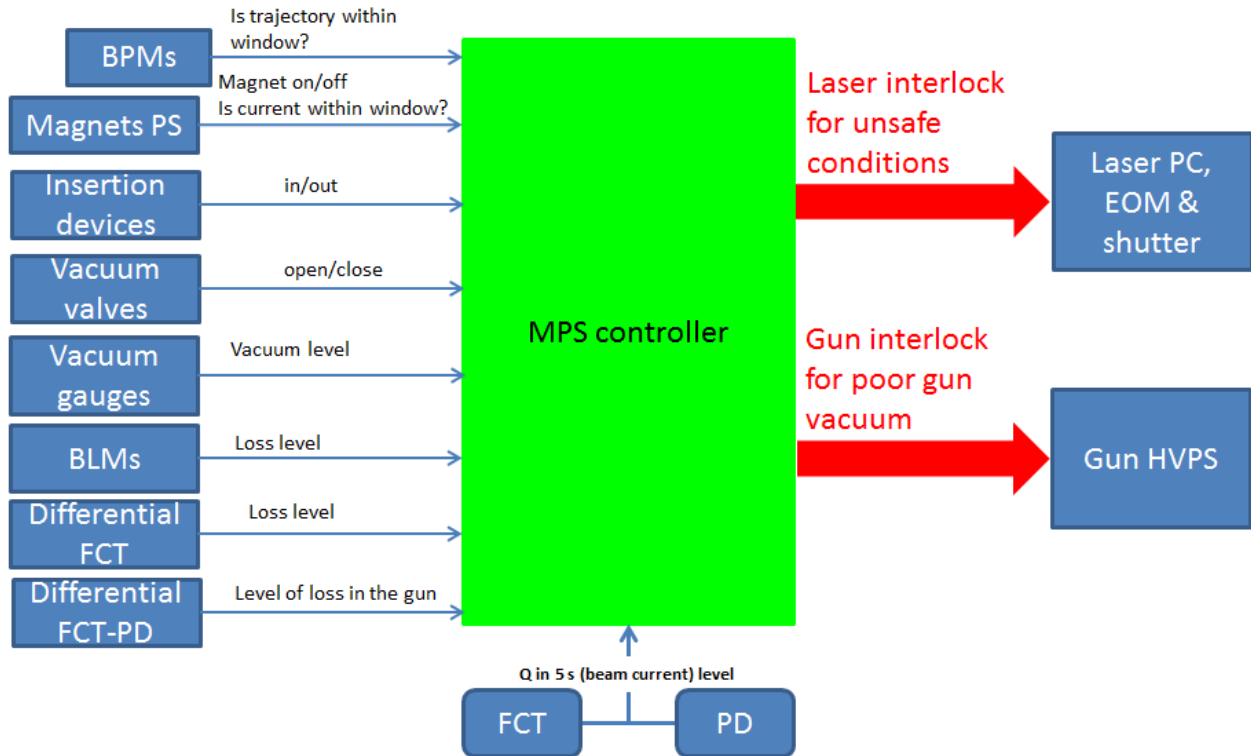 Is trajectory within
window?
BPMs
Magnet on/off
Is current within window?
Magnets PS
Insertion
devices
in/out
Vacuum
valves
open/close
Vacuum
gauges
Vacuum level
BLMs
Loss level
Differential
FCT
Loss level
Differential
FCT-PD
Level of loss in the gun
MPS controller
Q in 5 s (beam current) level
FCT
PD
Laser interlock
for unsafe
conditions
Laser PC,
EOM &
shutter
Gun interlock
for poor gun
vacuum
Gun HVPS